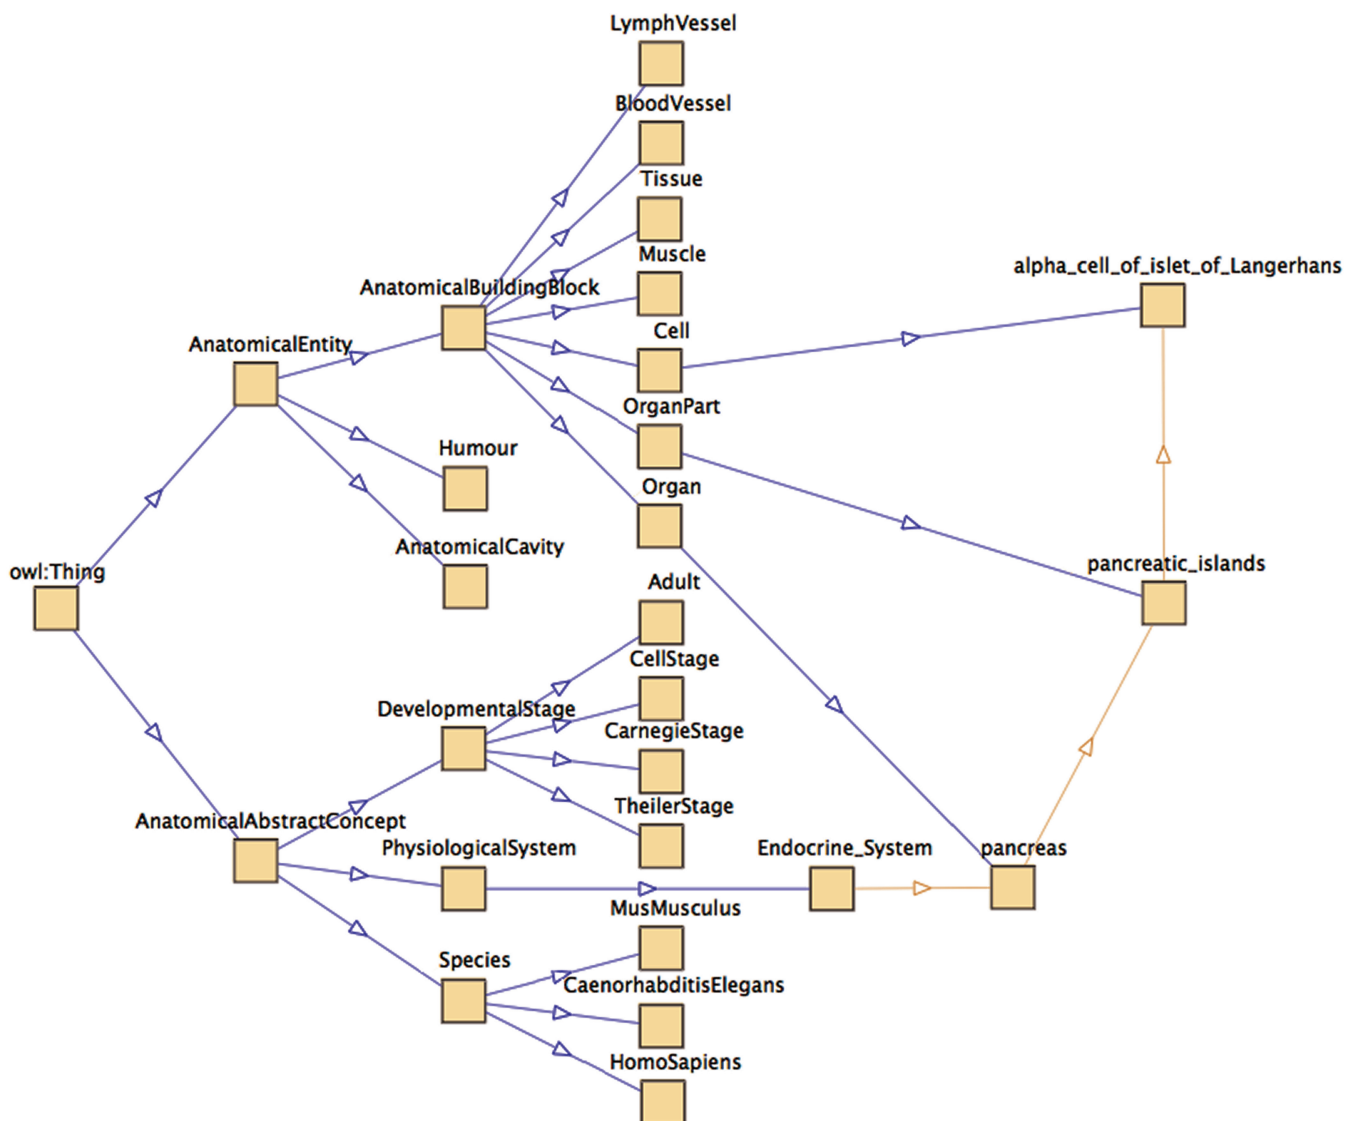 LymphVessel
BloodVessel
Tissue
Muscle
alpha_cell_of_islet_of_Langerhans
AnatomicalBuildingBlock
Cell
AnatomicalEntity
OrganPart
Humour
Organ
AnatomicalCavity
pancreatic_islands
owl:Thing
Adult
CellStage
DevelopmentalStage
CarnegieStage
TheilerStage
AnatomicalAbstractConcept
PhysiologicalSystem
Endocrine_System
pancreas
MusMusculus
Species
CaenorhabditisElegans
HomoSapiens